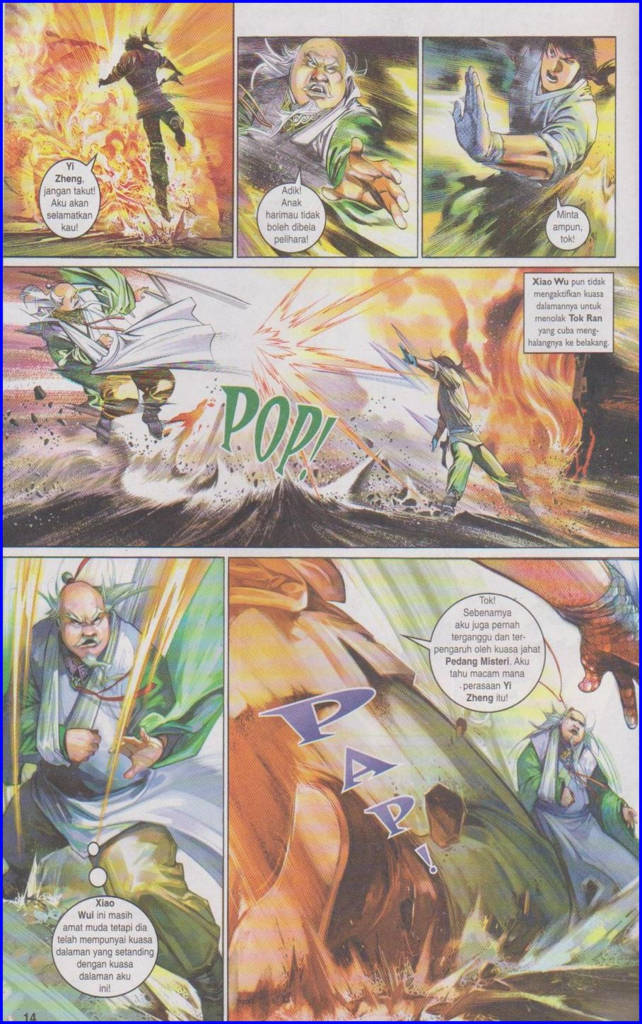 Yi
Zheng,
jangan takut!
Aku akan
selamatkan
kau!
Adik!
Anak
harimau tidak
boleh dibela
pelihara!
Minta
ampun,
tok!
Xiao Wu pun tidak
mengaktifkan kuasa
dalamannya untuk
menolak Tok Ran
yang cuba meng-
halangnya ke belakang.
POP!
Tok!
Sebenarnya
aku juga pernah
terganggu dan ter-
pengaruh oleh kuasa jahat
Pedang Misteri. Aku
tahu macam mana
perasaan Yi
Zheng itu!
PAP!
Xiao
Wui ini masih
amat muda tetapi dia
telah mempunyai kuasa
dalaman yang setanding
dengan kuasa
dalaman aku
ini!
14